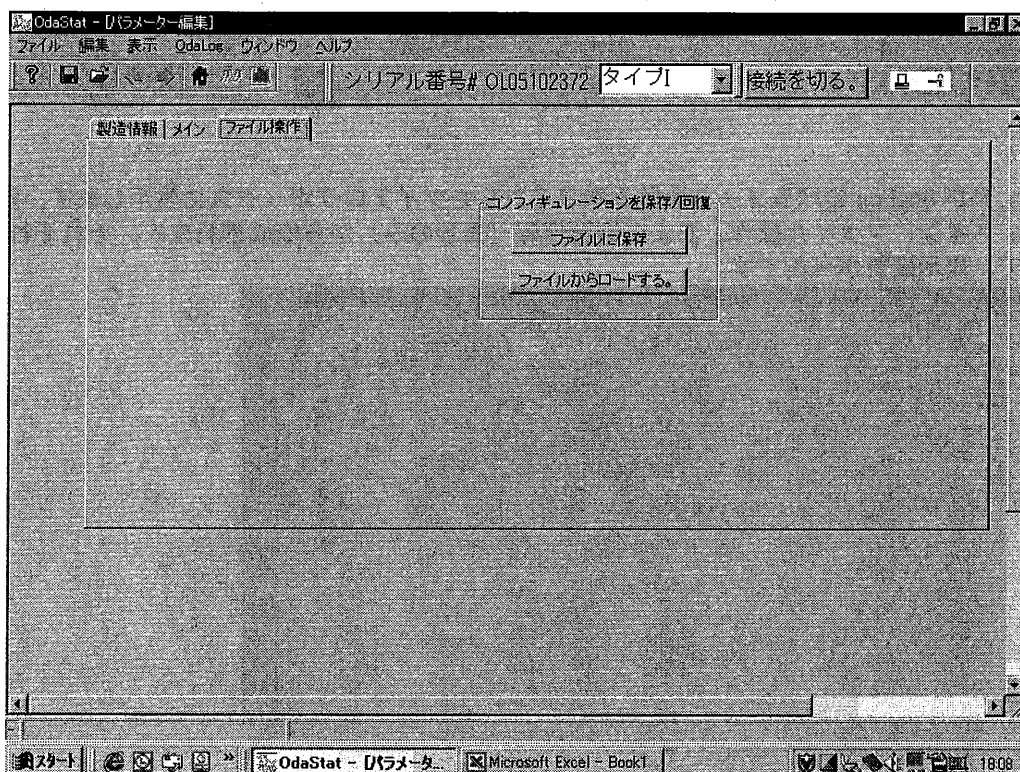 OdaStat - [パラメーター編集]
ファイル 編集 表示 OdaLog ウィンドウ ヘルプ
シリアル番号# OL05102372 タイプI 接続を切る。
製造情報 メイン ファイル操作
コンフィギュレーションを保存/回復
ファイルに保存
ファイルからロードする。
スタート » OdaStat - [パラメータ... Microsoft Excel - Book1 18:08